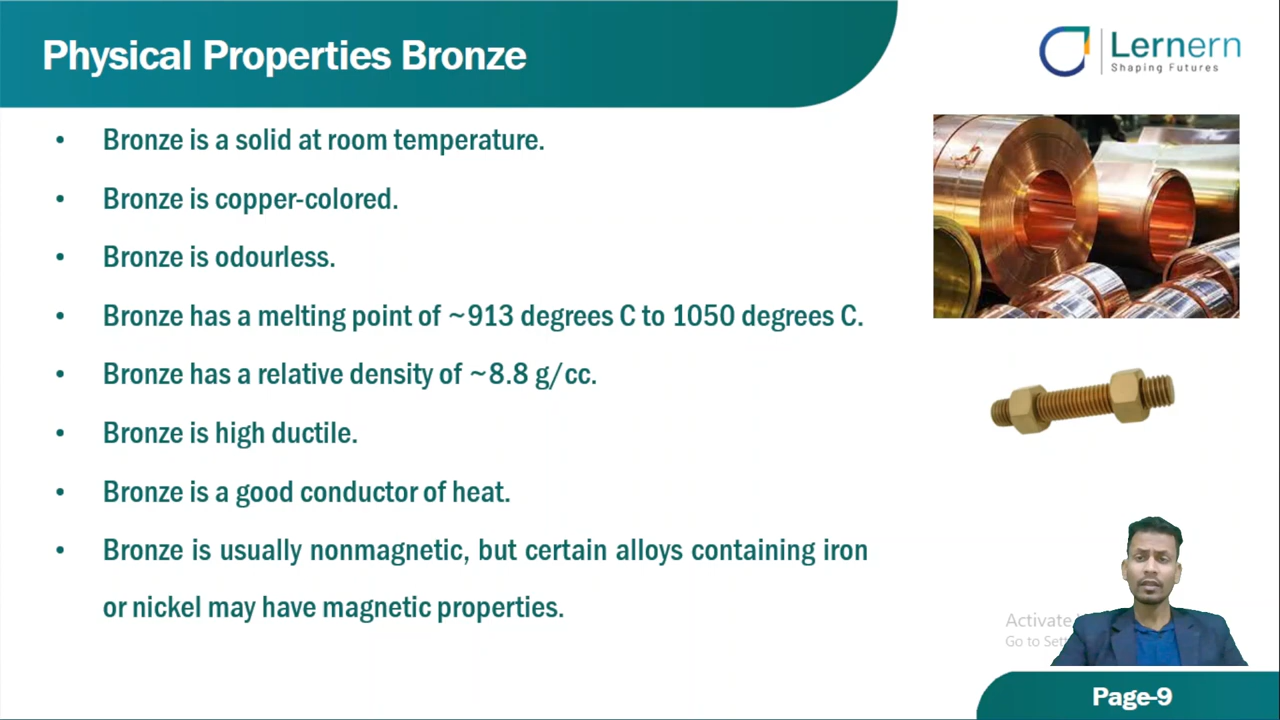 Physical Properties Bronze
Lernern
Shaping Futures
• Bronze is a solid at room temperature.
• Bronze is copper-colored.
• Bronze is odourless.
• Bronze has a melting point of ~913 degrees C to 1050 degrees C.
• Bronze has a relative density of ~8.8 g/cc.
• Bronze is high ductile.
• Bronze is a good conductor of heat.
• Bronze is usually nonmagnetic, but certain alloys containing iron
or nickel may have magnetic properties.
Activate
Go to
Page-9